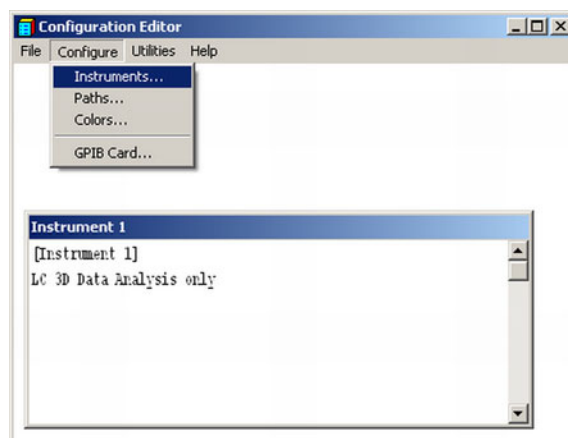 Configuration Editor
File Configure Utilities Help
Instruments...
Paths...
Colors...
GPIB Card...
Instrument 1
[Instrument 1]
LC 3D Data Analysis only